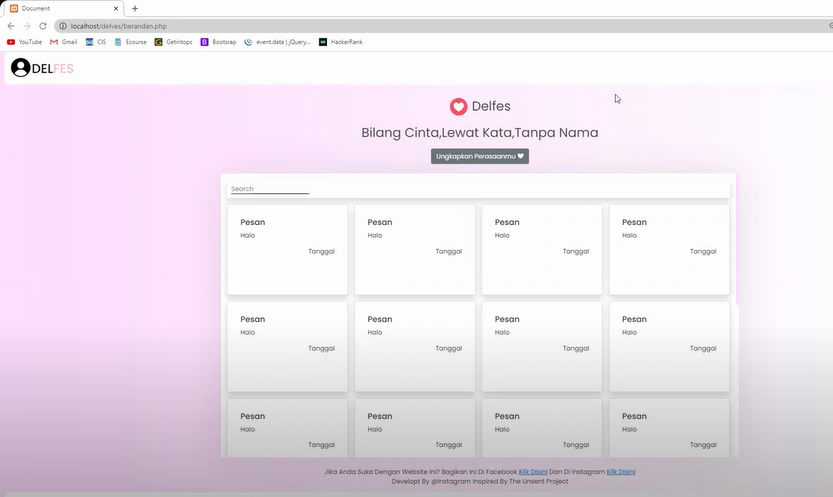 Document
localhost/delves/berandan.php
YouTube Gmail CIS Ecourse Getintopc Bootsrap event.data | jQuery... HackerRank
DELFES
Delfes
Bilang Cinta,Lewat Kata,Tanpa Nama
Ungkapkan Perasaanmu
Search
Pesan Pesan Pesan Pesan
Halo Halo Halo Halo
Tanggal Tanggal Tanggal Tanggal
Pesan Pesan Pesan Pesan
Halo Halo Halo Halo
Tanggal Tanggal Tanggal Tanggal
Pesan Pesan Pesan Pesan
Halo Halo Halo Halo
Tanggal Tanggal Tanggal Tanggal
Jika Anda Suka Dengan Website Ini? Bagikan Ini Di Facebook Klik Disini Dan Di Instagram Klik Disini
Developt By @Instagram Inspired By The Unsent Project